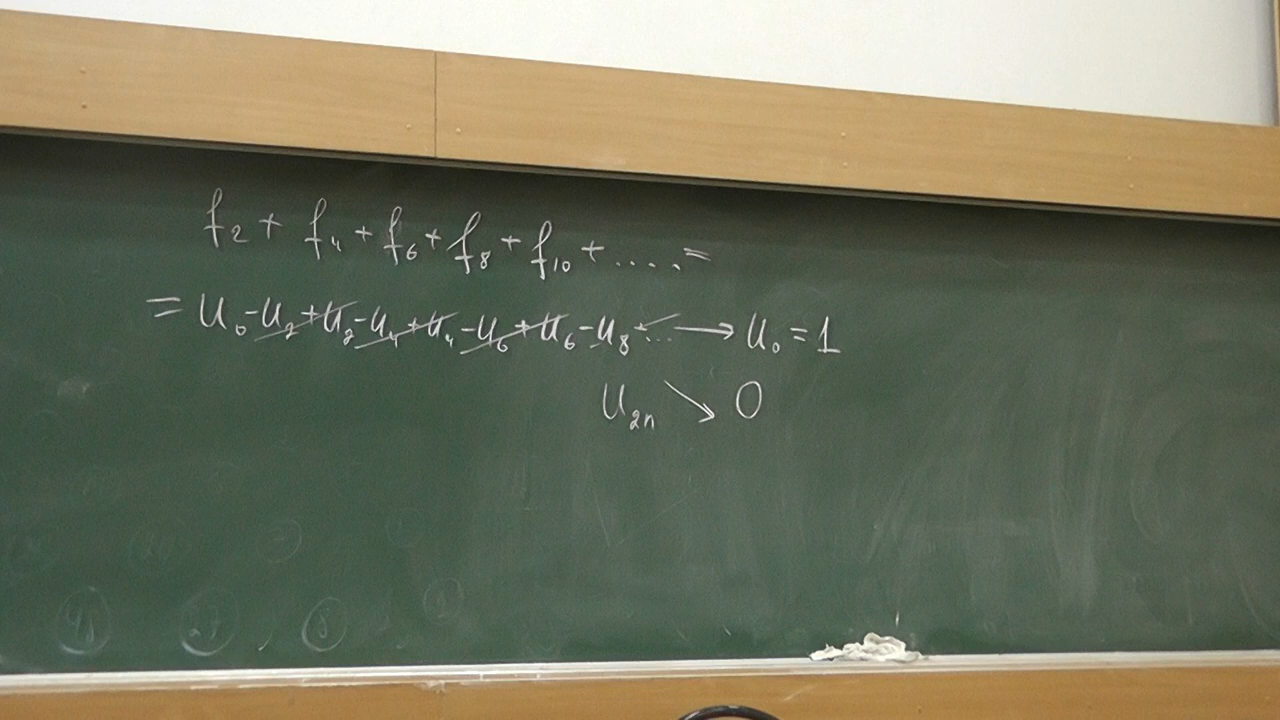 f₂ + f₄ + f₆ + f₈ + f₁₀ + ..... =
= u₀ - u₂ + u₂ - u₄ + u₄ - u₆ + u₆ - u₈ + ... → u₀ = 1
u₂ₙ ↘ 0